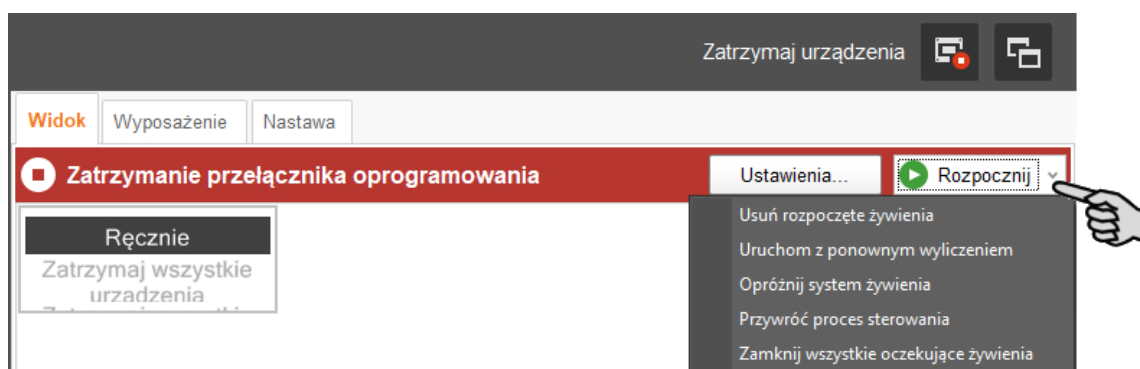 Zatrzymaj urządzenia
Widok Wyposażenie Nastawa
Zatrzymanie przełącznika oprogramowania Ustawienia... Rozpocznij
Ręcznie
Zatrzymaj wszystkie
urzadzenia
Usuń rozpoczęte żywienia
Uruchom z ponownym wyliczeniem
Opróżnij system żywienia
Przywróć proces sterowania
Zamknij wszystkie oczekujące żywienia